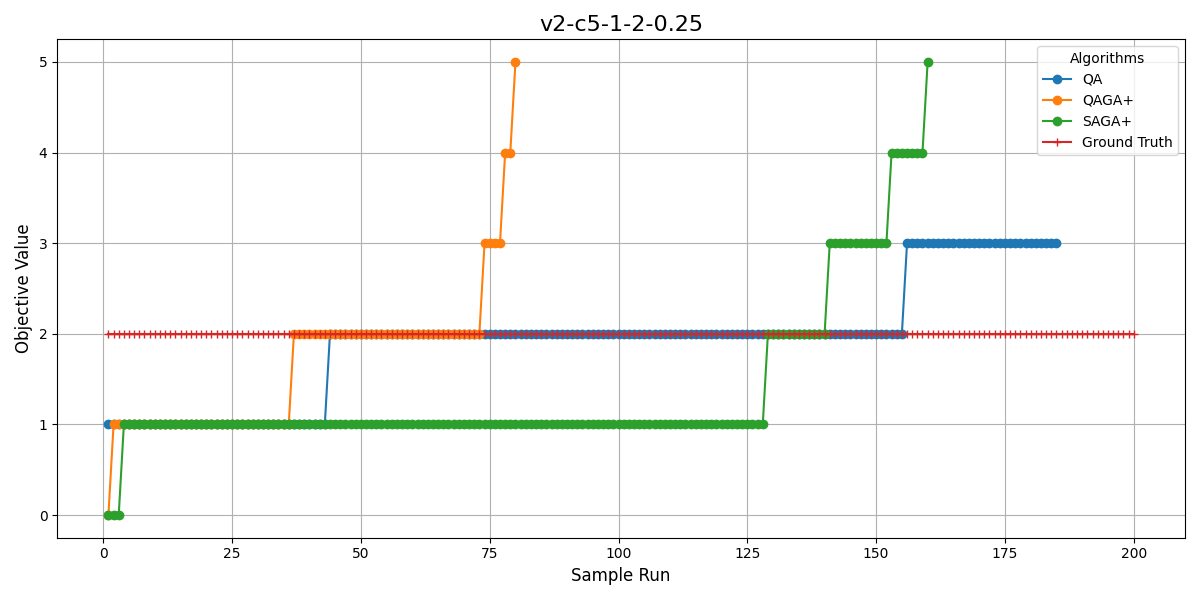 v2-c5-1-2-0.25
Objective Value
5
4
3
2
1
0
Algorithms
QA
QAGA+
SAGA+
Ground Truth
0 25 50 75 100 125 150 175 200
Sample Run